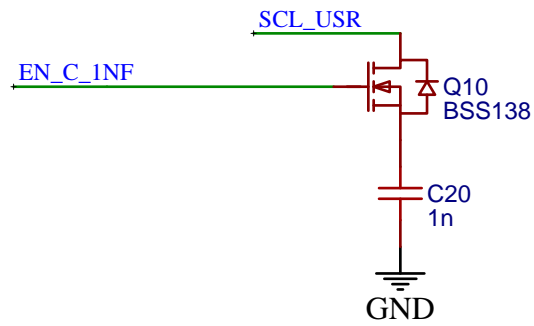 SCL_USR
EN_C_1NF
Q10
BSS138
C20
1n
GND